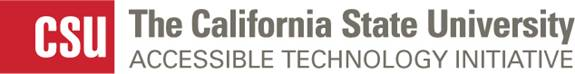 CSU The California State University
ACCESSIBLE TECHNOLOGY INITIATIVE